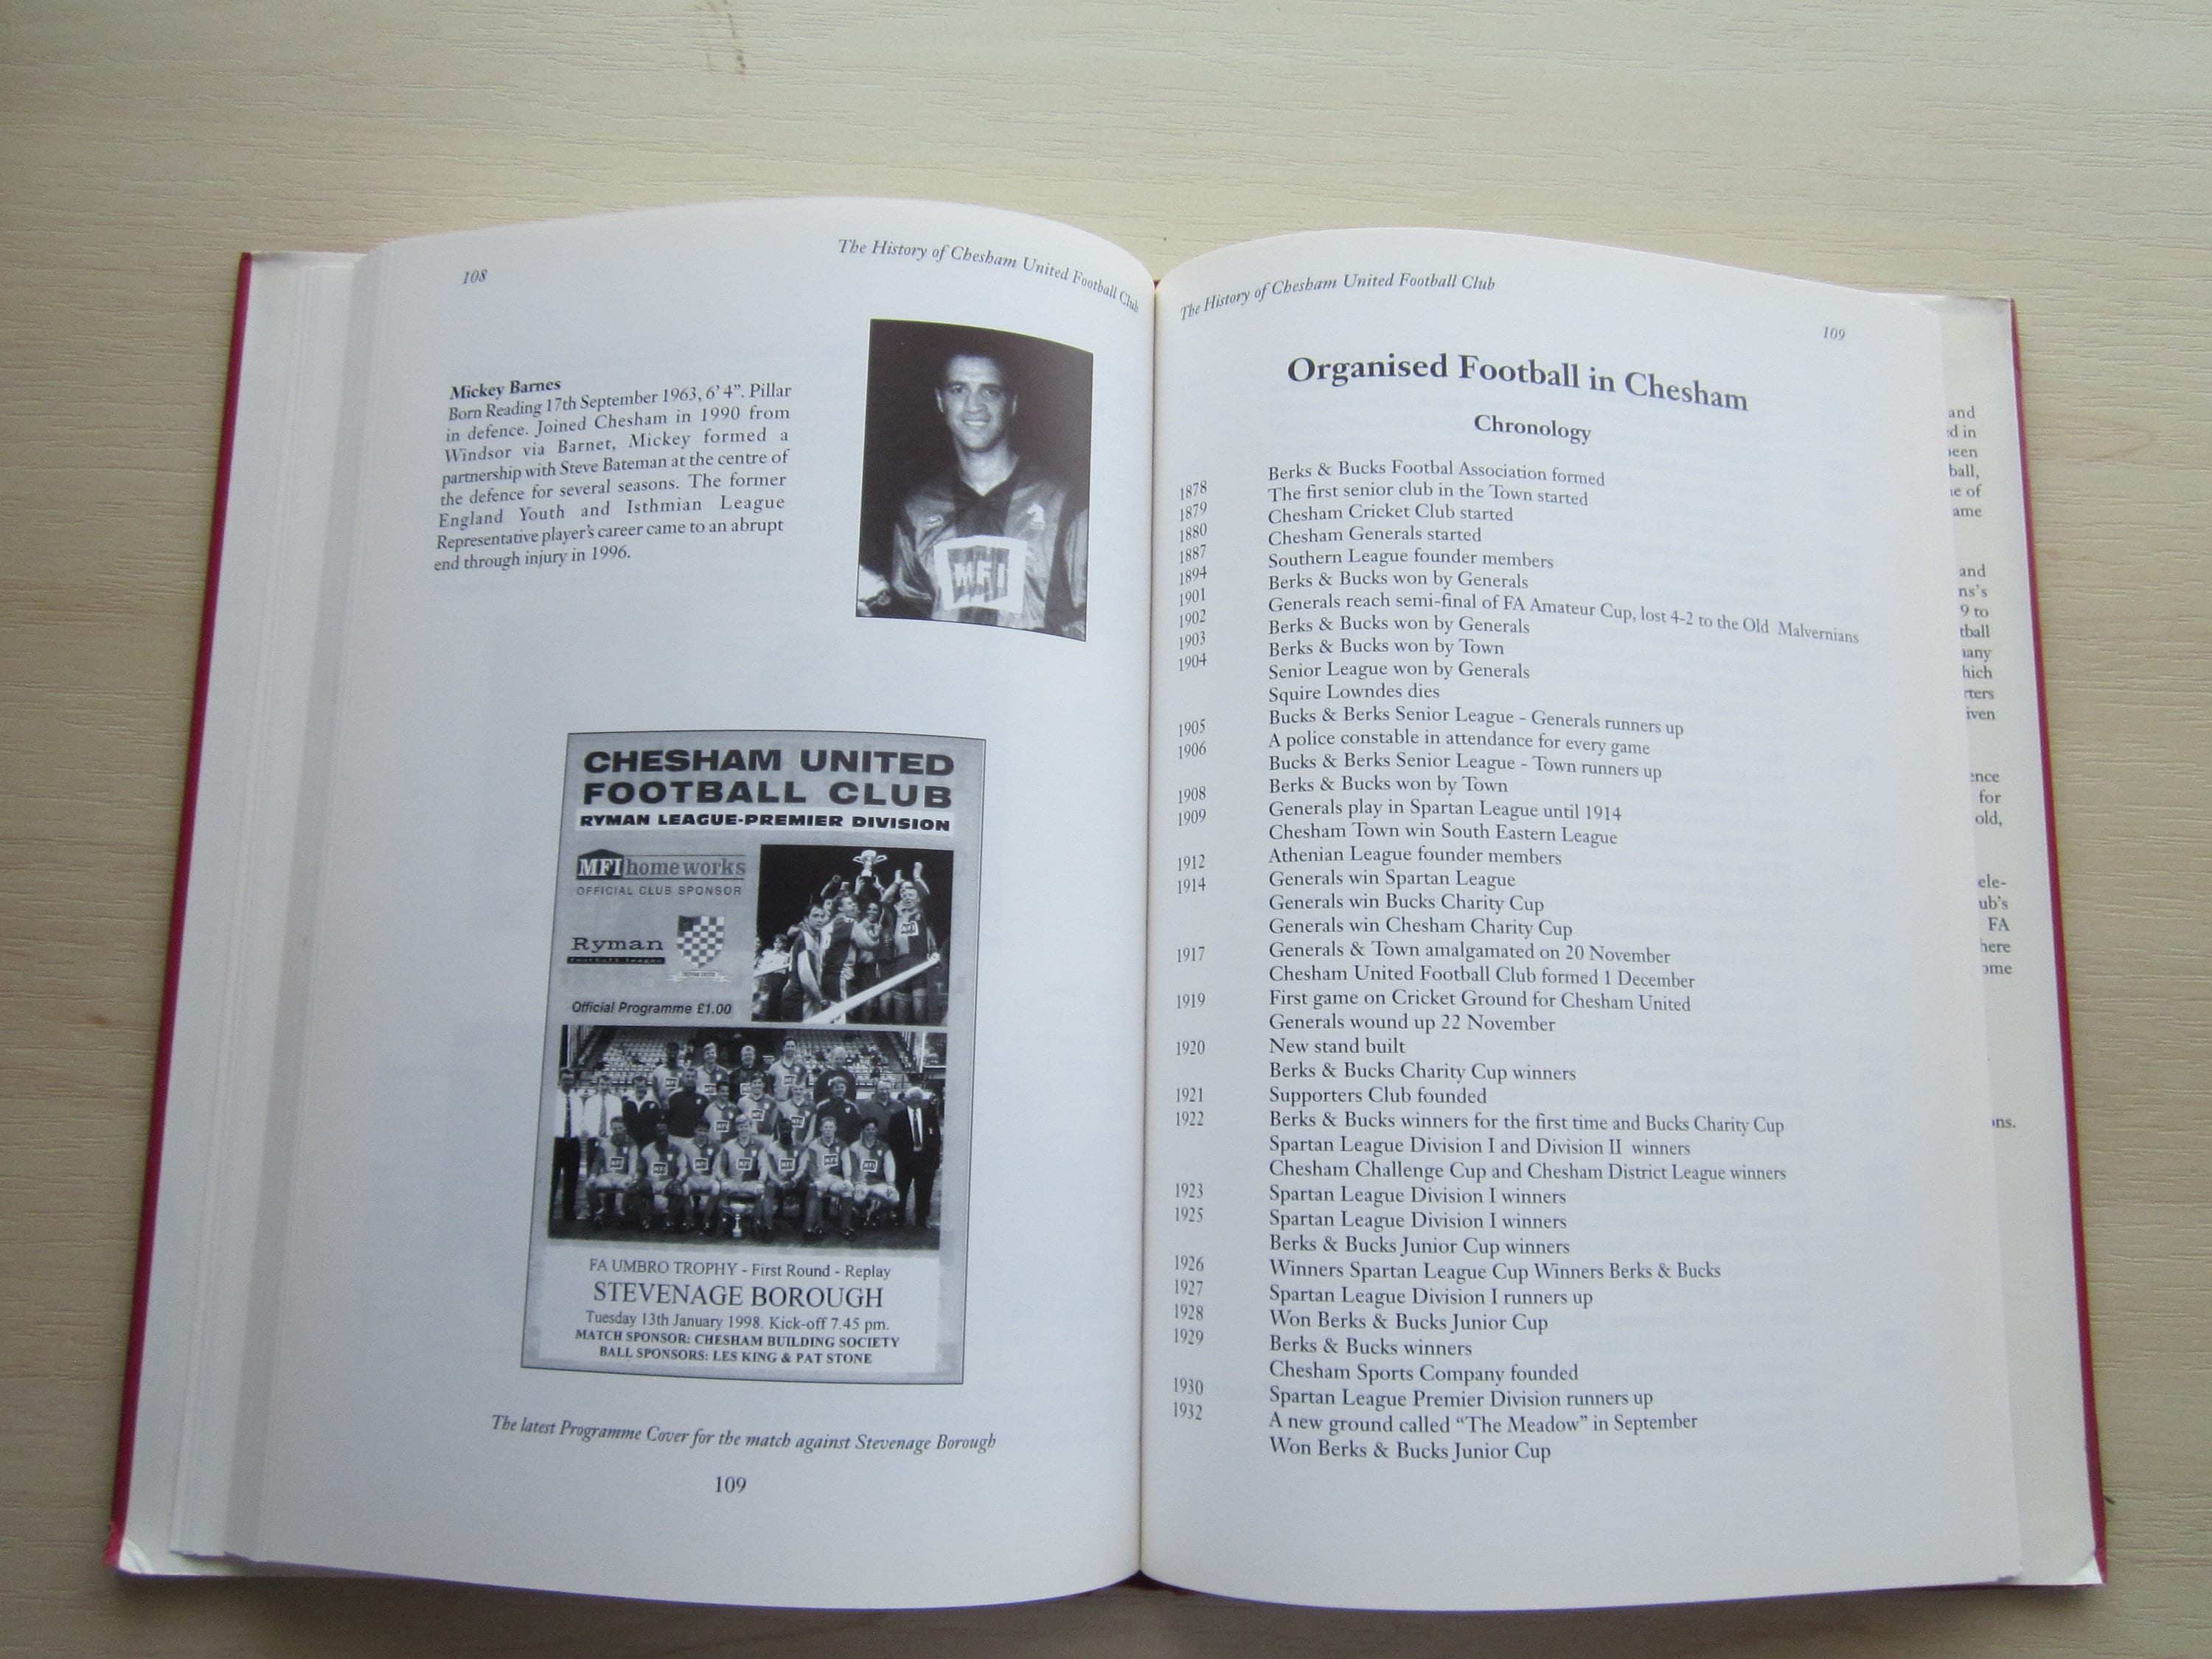 108
The History of Chesham United Football Club
Mickey Barnes
Born Reading 17th September 1963, 6' 4". Pillar
in defence. Joined Chesham in 1990 from
Windsor via Barnet, Mickey formed a
partnership with Steve Bateman at the centre of
the defence for several seasons. The former
England Youth and Isthmian League
Representative player's career came to an abrupt
end through injury in 1996.
MFI
CHESHAM UNITED
FOOTBALL CLUB
RYMAN LEAGUE-PREMIER DIVISION
MFI homeworks
OFFICIAL CLUB SPONSOR
Ryman
football league
Official Programme £1.00
FA UMBRO TROPHY - First Round - Replay
STEVENAGE BOROUGH
Tuesday 13th January 1998. Kick-off 7.45 pm.
MATCH SPONSOR: CHESHAM BUILDING SOCIETY
BALL SPONSORS: LES KING & PAT STONE
The latest Programme Cover for the match against Stevenage Borough
109
The History of Chesham United Football Club
109
Organised Football in Chesham
Chronology
1878 Berks & Bucks Footbal Association formed
1879 The first senior club in the Town started
1880 Chesham Cricket Club started
1887 Chesham Generals started
1894 Southern League founder members
1901 Berks & Bucks won by Generals
1902 Generals reach semi-final of FA Amateur Cup, lost 4-2 to the Old Malvernians
1903 Berks & Bucks won by Generals
1904 Berks & Bucks won by Town
Senior League won by Generals
Squire Lowndes dies
1905 Bucks & Berks Senior League - Generals runners up
1906 A police constable in attendance for every game
Bucks & Berks Senior League - Town runners up
1908 Berks & Bucks won by Town
1909 Generals play in Spartan League until 1914
Chesham Town win South Eastern League
1912 Athenian League founder members
1914 Generals win Spartan League
Generals win Bucks Charity Cup
Generals win Chesham Charity Cup
1917 Generals & Town amalgamated on 20 November
Chesham United Football Club formed 1 December
1919 First game on Cricket Ground for Chesham United
Generals wound up 22 November
1920 New stand built
Berks & Bucks Charity Cup winners
1921 Supporters Club founded
1922 Berks & Bucks winners for the first time and Bucks Charity Cup
Spartan League Division I and Division II winners
Chesham Challenge Cup and Chesham District League winners
1923 Spartan League Division I winners
1925 Spartan League Division I winners
Berks & Bucks Junior Cup winners
1926 Winners Spartan League Cup Winners Berks & Bucks
1927 Spartan League Division I runners up
1928 Won Berks & Bucks Junior Cup
1929 Berks & Bucks winners
Chesham Sports Company founded
1930 Spartan League Premier Division runners up
1932 A new ground called “The Meadow” in September
Won Berks & Bucks Junior Cup